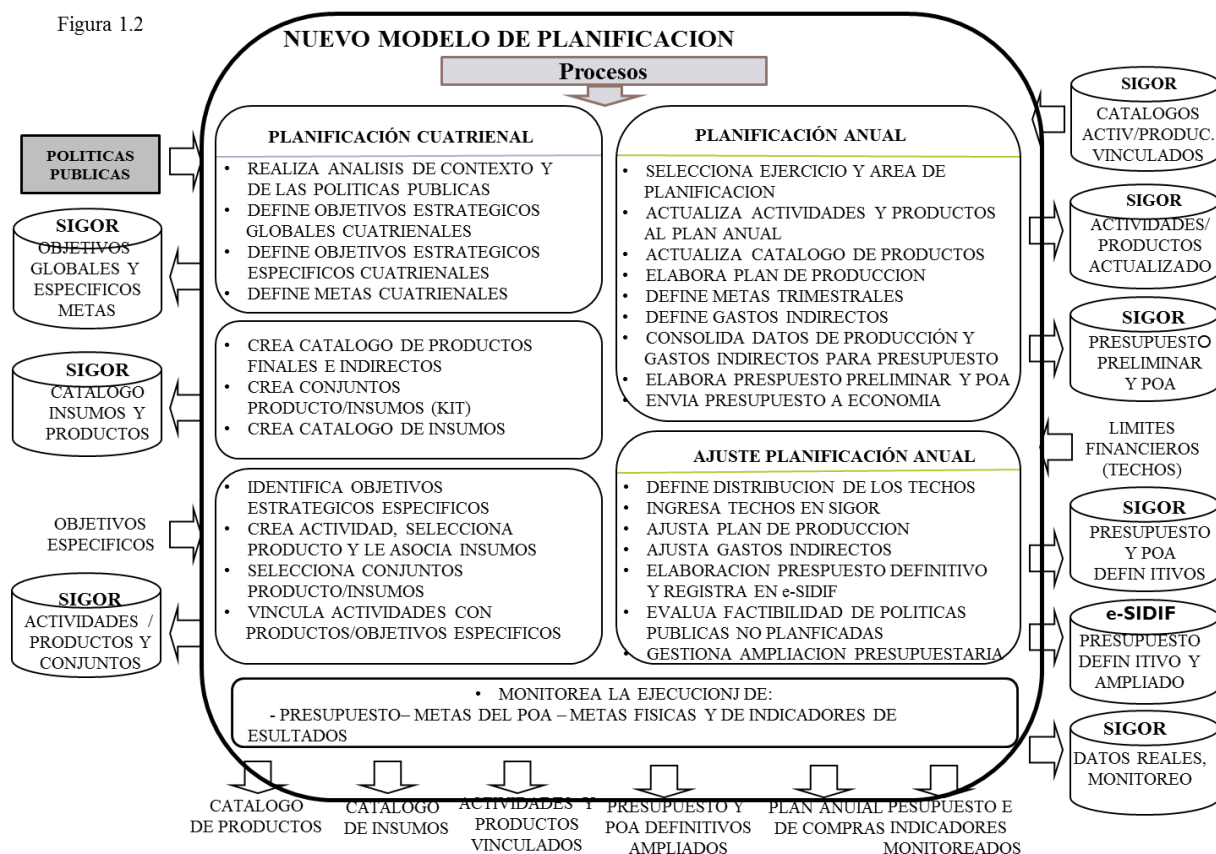 Figura 1.2
NUEVO MODELO DE PLANIFICACION
Procesos
POLITICAS
PUBLICAS
SIGOR
OBJETIVOS
GLOBALES Y
ESPECIFICOS
METAS
SIGOR
CATALOGO
INSUMOS Y
PRODUCTOS
OBJETIVOS
ESPECIFICOS
SIGOR
ACTIVIDADES /
PRODUCTOS Y
CONJUNTOS
PLANIFICACIÓN CUATRIENAL
• REALIZA ANALISIS DE CONTEXTO Y
DE LAS POLITICAS PUBLICAS
• DEFINE OBJETIVOS ESTRATEGICOS
GLOBALES CUATRIENALES
• DEFINE OBJETIVOS ESTRATEGICOS
ESPECIFICOS CUATRIENALES
• DEFINE METAS CUATRIENALES
• CREA CATALOGO DE PRODUCTOS
FINALES E INDIRECTOS
• CREA CONJUNTOS
PRODUCTO/INSUMOS (KIT)
• CREA CATALOGO DE INSUMOS
• IDENTIFICA OBJETIVOS
ESTRATEGICOS ESPECIFICOS
• CREA ACTIVIDAD, SELECCIONA
PRODUCTO Y LE ASOCIA INSUMOS
• SELECCIONA CONJUNTOS
PRODUCTO/INSUMOS
• VINCULA ACTIVIDADES CON
PRODUCTOS/OBJETIVOS ESPECIFICOS
PLANIFICACIÓN ANUAL
• SELECCIONA EJERCICIO Y AREA DE
PLANIFICACION
• ACTUALIZA ACTIVIDADES Y PRODUCTOS
AL PLAN ANUAL
• ACTUALIZA CATALOGO DE PRODUCTOS
• ELABORA PLAN DE PRODUCCION
• DEFINE METAS TRIMESTRALES
• DEFINE GASTOS INDIRECTOS
• CONSOLIDA DATOS DE PRODUCCIÓN Y
GASTOS INDIRECTOS PARA PRESUPUESTO
• ELABORA PRESPUESTO PRELIMINAR Y POA
• ENVIA PRESUPUESTO A ECONOMIA
AJUSTE PLANIFICACIÓN ANUAL
• DEFINE DISTRIBUCION DE LOS TECHOS
• INGRESA TECHOS EN SIGOR
• AJUSTA PLAN DE PRODUCCION
• AJUSTA GASTOS INDIRECTOS
• ELABORACION PRESPUESTO DEFINITIVO
Y REGISTRA EN e-SIDIF
• EVALUA FACTIBILIDAD DE POLITICAS
PUBLICAS NO PLANFICADAS
• GESTIONA AMPLIACION PRESUPUESTARIA
SIGOR
CATALOGOS
ACTIV/PRODUC.
VINCULADOS
SIGOR
ACTIVIDADES/
PRODUCTOS
ACTUALIZADO
SIGOR
PRESUPUESTO
PRELIMINAR
Y POA
LIMITES
FINANCIEROS
(TECHOS)
SIGOR
PRESUPUESTO
Y POA
DEFIN ITIVOS
e-SIDIF
PRESUPUESTO
DEFIN ITIVO Y
AMPLIADO
SIGOR
DATOS REALES,
MONITOREO
• MONITOREA LA EJECUCIONJ DE:
- PRESUPUESTO– METAS DEL POA – METAS FISICAS Y DE INDICADORES DE
ESULTADOS
CATALOGO
DE PRODUCTOS
CATALOGO
DE INSUMOS
ACTIVIDADES Y
PRODUCTOS
VINCULADOS
PRESUPUESTO Y
POA DEFINITIVOS
AMPLIADOS
PLAN ANUIAL
DE COMPRAS
PESUPUESTO E
INDICADORES
MONITOREADOS